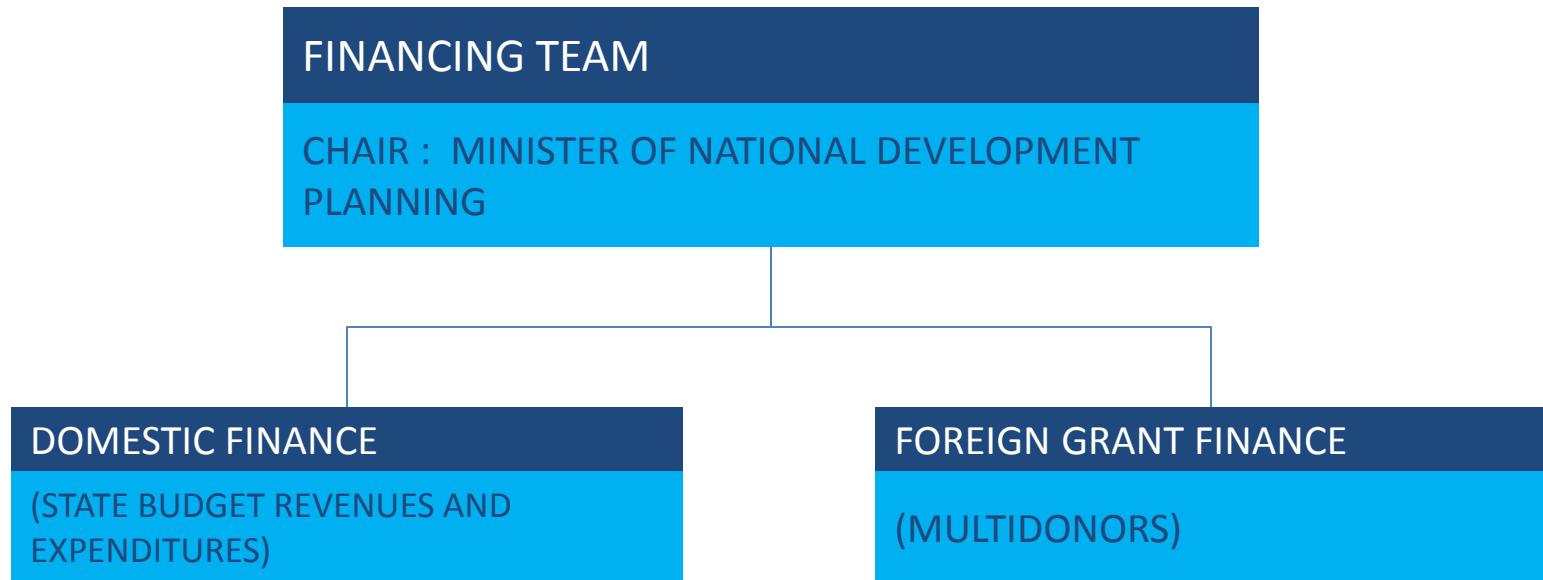 FINANCING TEAM
CHAIR :  MINISTER OF NATIONAL DEVELOPMENT
PLANNING
DOMESTIC FINANCE
(STATE BUDGET REVENUES AND
EXPENDITURES)
FOREIGN GRANT FINANCE
(MULTIDONORS)